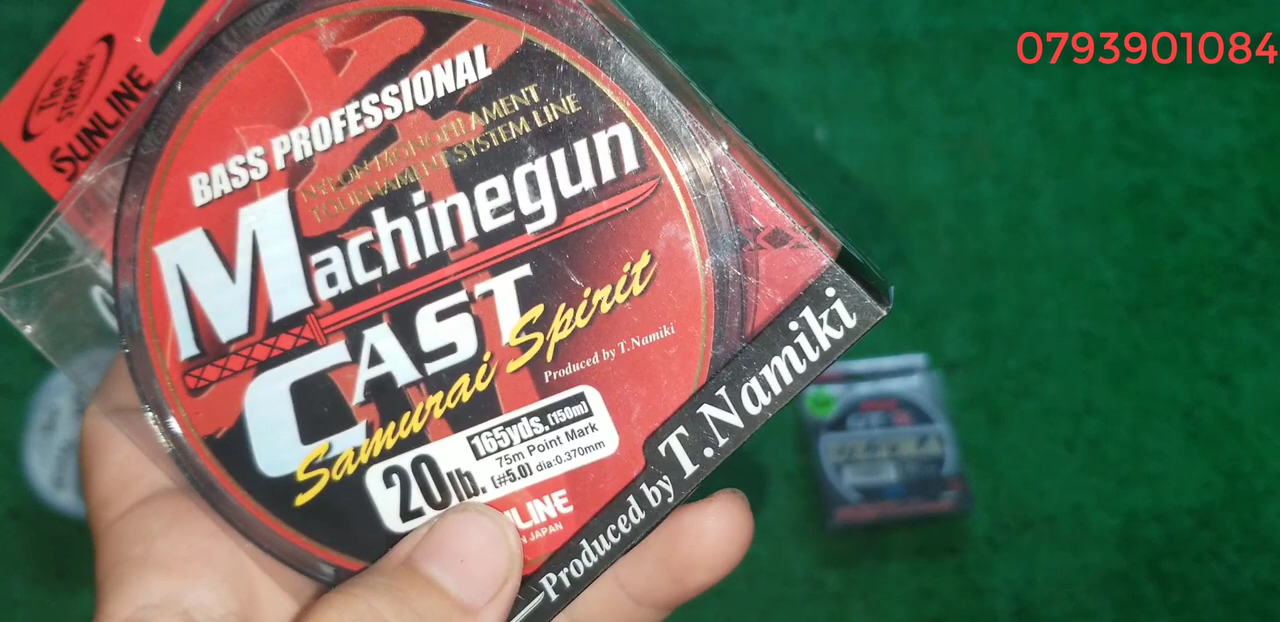 0793901084
The
STRONG
SUNLINE
BASS PROFESSIONAL
NYLON MONOFILAMENT
TOURNAMENT SYSTEM LINE
Machinegun
CAST
Samurai Spirit
Produced by T.Namiki
165yds. [150m]
75m Point Mark
20lb. [#5.0] dia:0.370mm
LINE
N JAPAN
Produced by T.Namiki